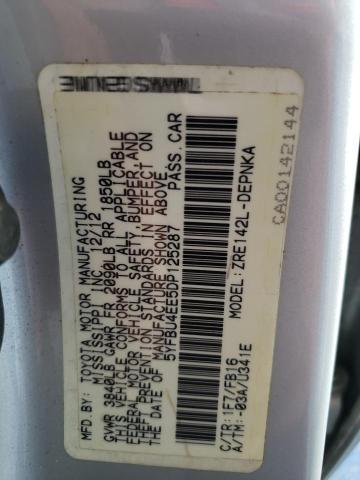 MFD. BY: TOYOTA MOTOR MANUFACTURING
MISSISSIPPI INC. 12/12
GVWR 3840LB GAWR FR 2080LB RR 1850LB
THIS VEHICLE CONFORMS TO ALL APPLICABLE
FEDERAL MOTOR VEHICLE SAFETY, BUMPER, AND
THEFT PREVENTION STANDARDS IN EFFECT ON
THE DATE OF MANUFACTURE SHOWN ABOVE.
5YFBU4EE5DP125287 PASS.CAR
C/TR:1F7/FB16 MODEL:ZRE142L-DEPNKA
A/TM:-03A/U341E
CA00142144